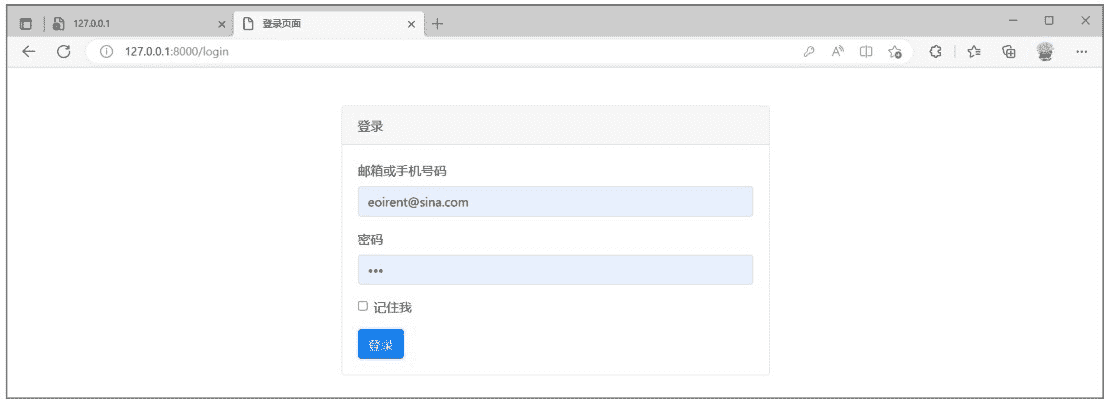 127.0.0.1
登录页面
127.0.0.1:8000/login
登录
邮箱或手机号码
eoirent@sina.com
密码
•••
记住我
登录